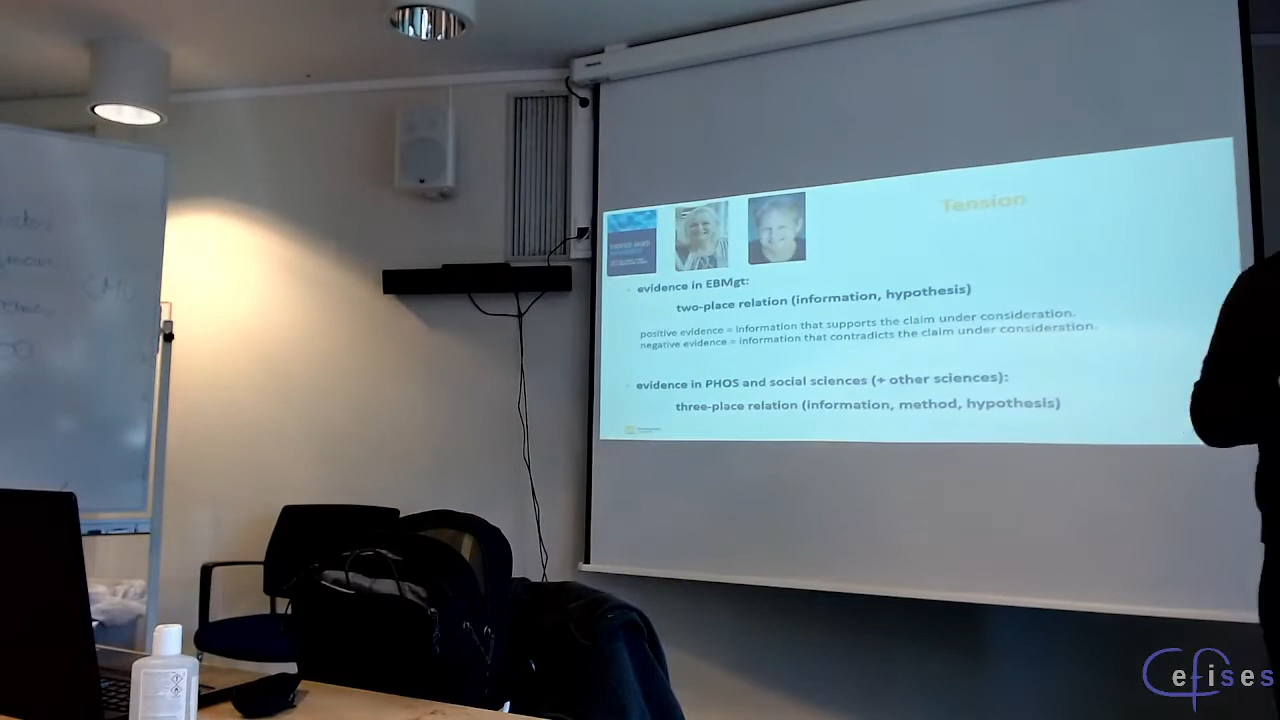 Tension
evidence in EBMgt:
two-place relation (information, hypothesis)
positive evidence = information that supports the claim under consideration.
negative evidence = information that contradicts the claim under consideration.
evidence in PHOS and social sciences (+ other sciences):
three-place relation (information, method, hypothesis)
Cefises